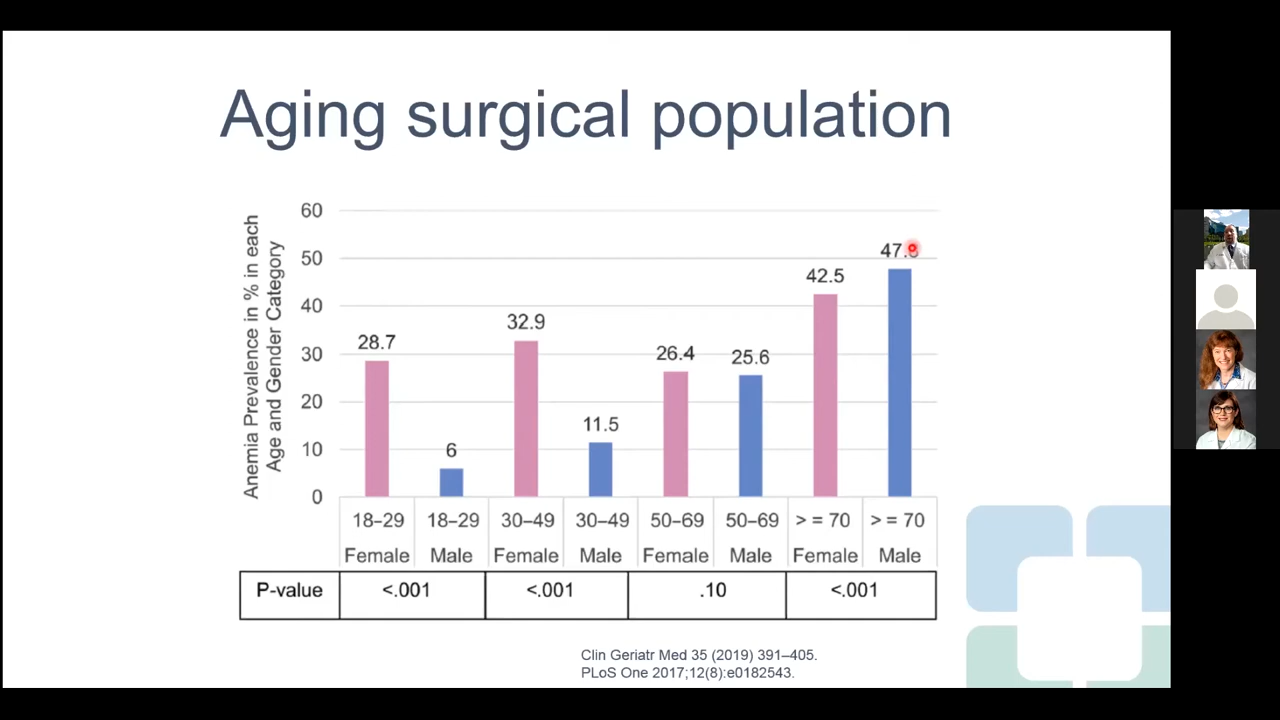 Aging surgical population
Anemia Prevalence in % in each
Age and Gender Category
60
50
40
30
20
10
0
28.7
6
32.9
11.5
26.4
25.6
42.5
18–29 18–29 30–49 30–49 50–69 50–69 > = 70 > = 70
Female Male Female Male Female Male Female Male
P-value <.001 <.001 .10 <.001
Clin Geriatr Med 35 (2019) 391–405.
PLoS One 2017;12(8):e0182543.